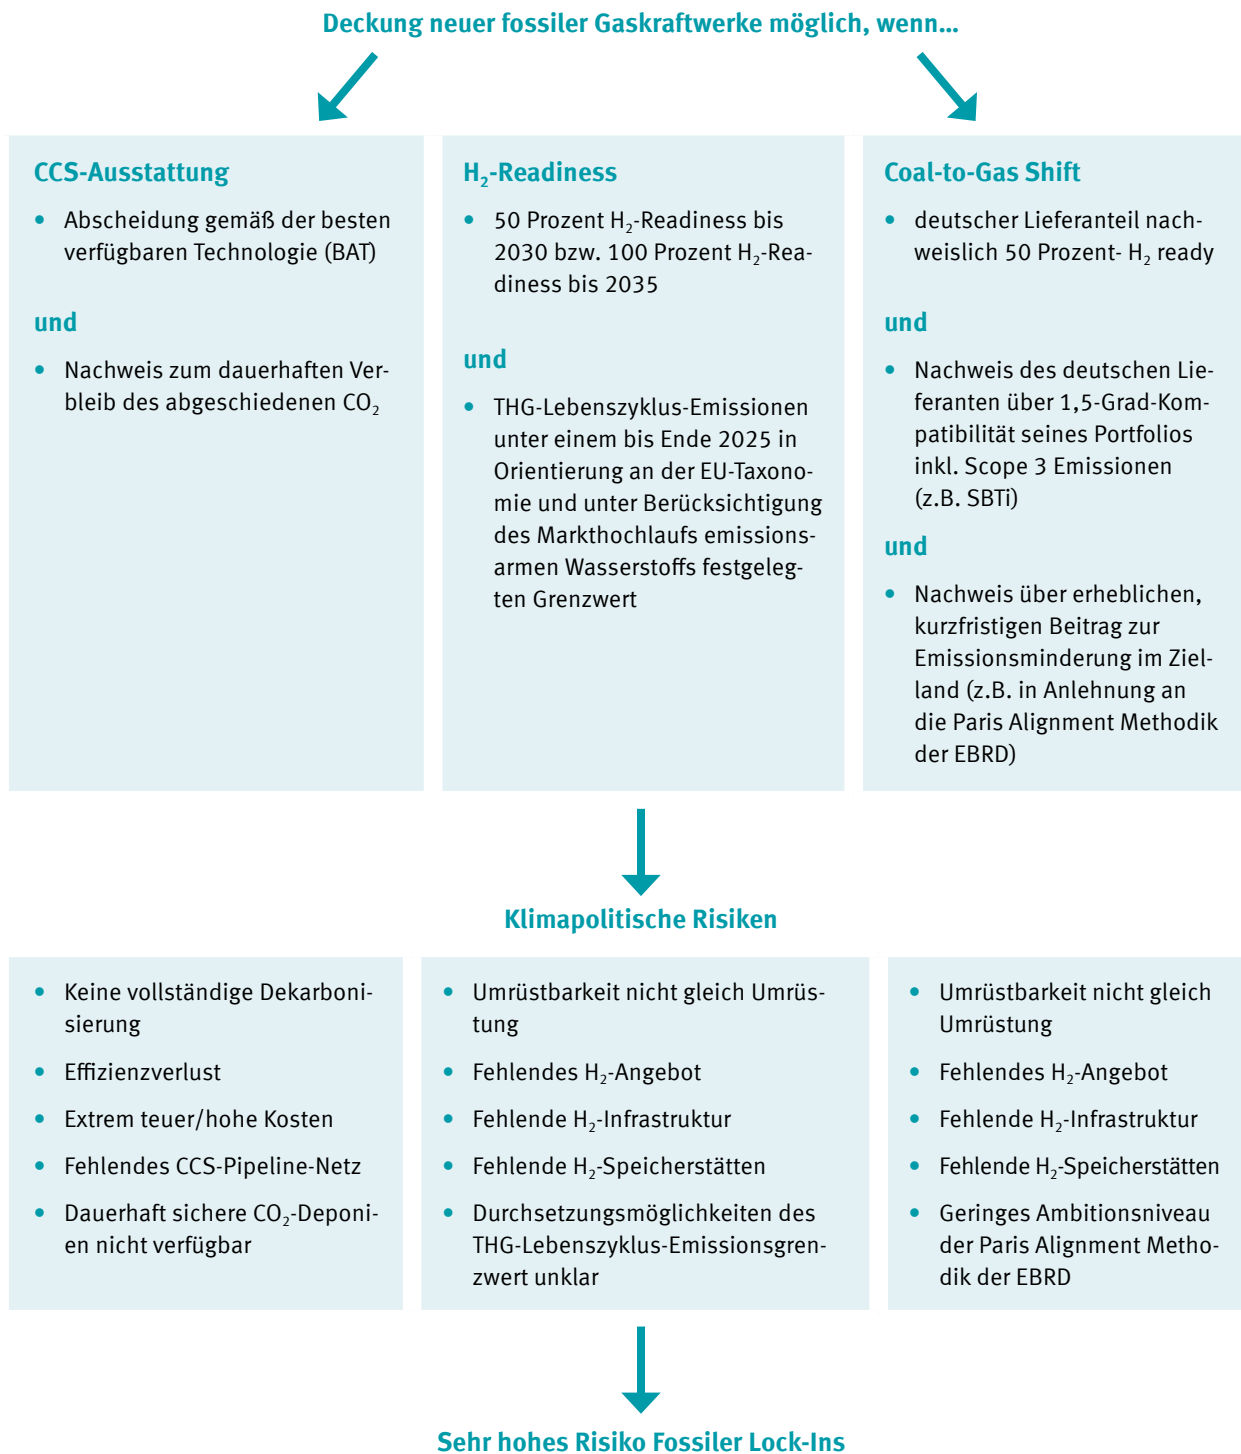 Deckung neuer fossiler Gaskraftwerke möglich, wenn...
CCS-Ausstattung
• Abscheidung gemäß der besten
verfügbaren Technologie (BAT)
und
• Nachweis zum dauerhaften Ver-
bleib des abgeschiedenen CO₂
H₂-Readiness
• 50 Prozent H₂-Readiness bis
2030 bzw. 100 Prozent H₂-Rea-
diness bis 2035
und
• THG-Lebenszyklus-Emissionen
unter einem bis Ende 2025 in
Orientierung an der EU-Taxono-
mie und unter Berücksichtigung
des Markthochlaufs emissions-
armen Wasserstoffs festgeleg-
ten Grenzwert
Coal-to-Gas Shift
• deutscher Lieferanteil nach-
weislich 50 Prozent- H₂ ready
und
• Nachweis des deutschen Lie-
feranten über 1,5-Grad-Kom-
patibilität seines Portfolios
inkl. Scope 3 Emissionen
(z.B. SBTi)
und
• Nachweis über erheblichen,
kurzfristigen Beitrag zur
Emissionsminderung im Ziel-
land (z.B. in Anlehnung an
die Paris Alignment Methodik
der EBRD)
Klimapolitische Risiken
• Keine vollständige Dekarboni-
sierung
• Effizienzverlust
• Extrem teuer/hohe Kosten
• Fehlendes CCS-Pipeline-Netz
• Dauerhaft sichere CO₂-Deponi-
en nicht verfügbar
• Umrüstbarkeit nicht gleich Umrüs-
tung
• Fehlendes H₂-Angebot
• Fehlende H₂-Infrastruktur
• Fehlende H₂-Speicherstätten
• Durchsetzungsmöglichkeiten des
THG-Lebenszyklus-Emissionsgren-
zwert unklar
• Umrüstbarkeit nicht gleich
Umrüstung
• Fehlendes H₂-Angebot
• Fehlende H₂-Infrastruktur
• Fehlende H₂-Speicherstätten
• Geringes Ambitionsniveau
der Paris Alignment Metho-
dik der EBRD
Sehr hohes Risiko Fossiler Lock-Ins